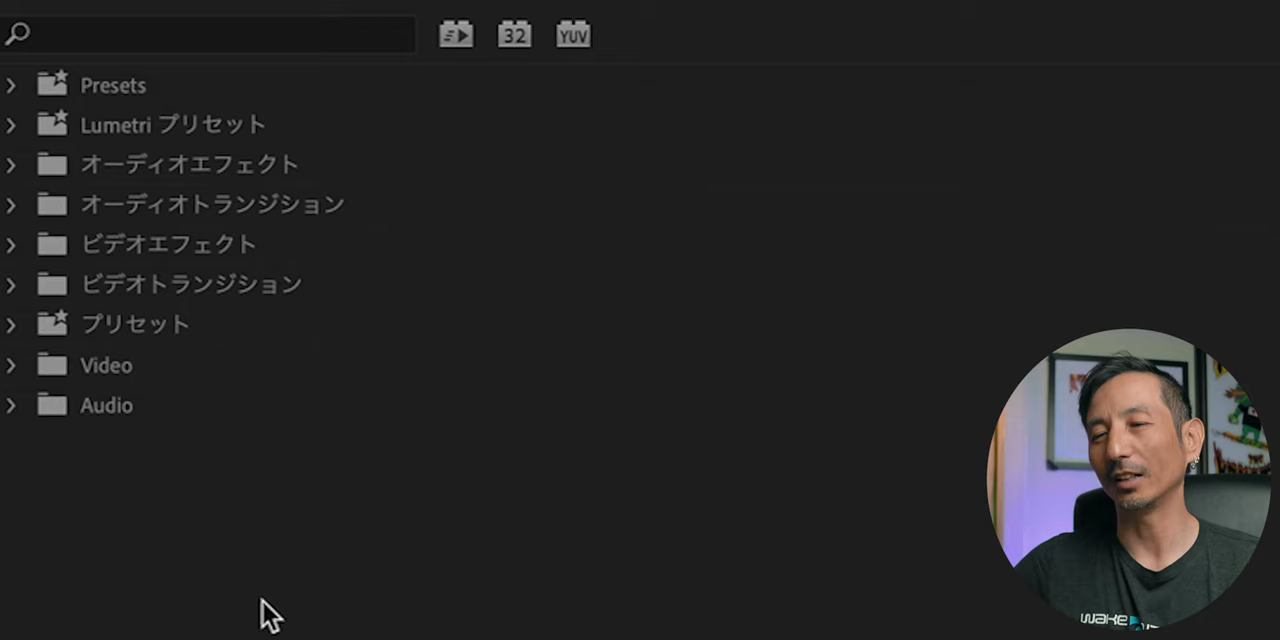 32
YUV
Presets
Lumetri プリセット
オーディオエフェクト
オーディオトランジション
ビデオエフェクト
ビデオトランジション
プリセット
Video
Audio
wake